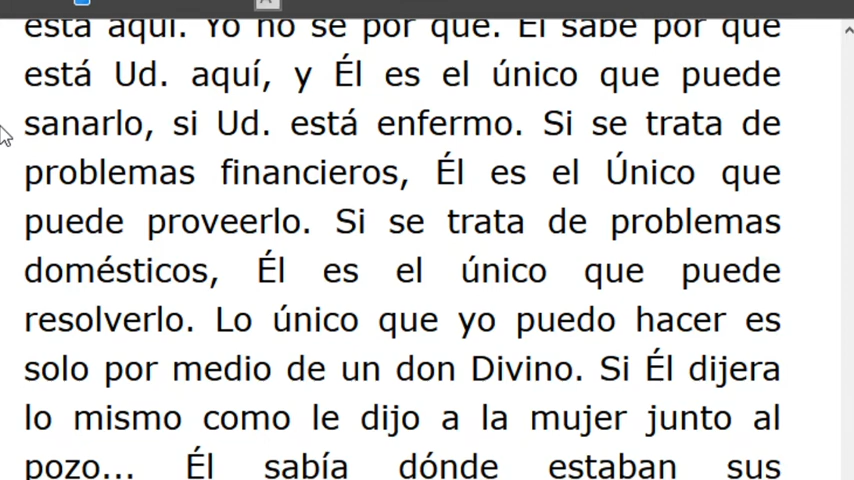 está aquí. Yo no sé por qué. Él sabe por qué
está Ud. aquí, y Él es el único que puede
sanarlo, si Ud. está enfermo. Si se trata de
problemas financieros, Él es el Único que
puede proveerlo. Si se trata de problemas
domésticos, Él es el único que puede
resolverlo. Lo único que yo puedo hacer es
solo por medio de un don Divino. Si Él dijera
lo mismo como le dijo a la mujer junto al
pozo... Él sabía dónde estaban sus